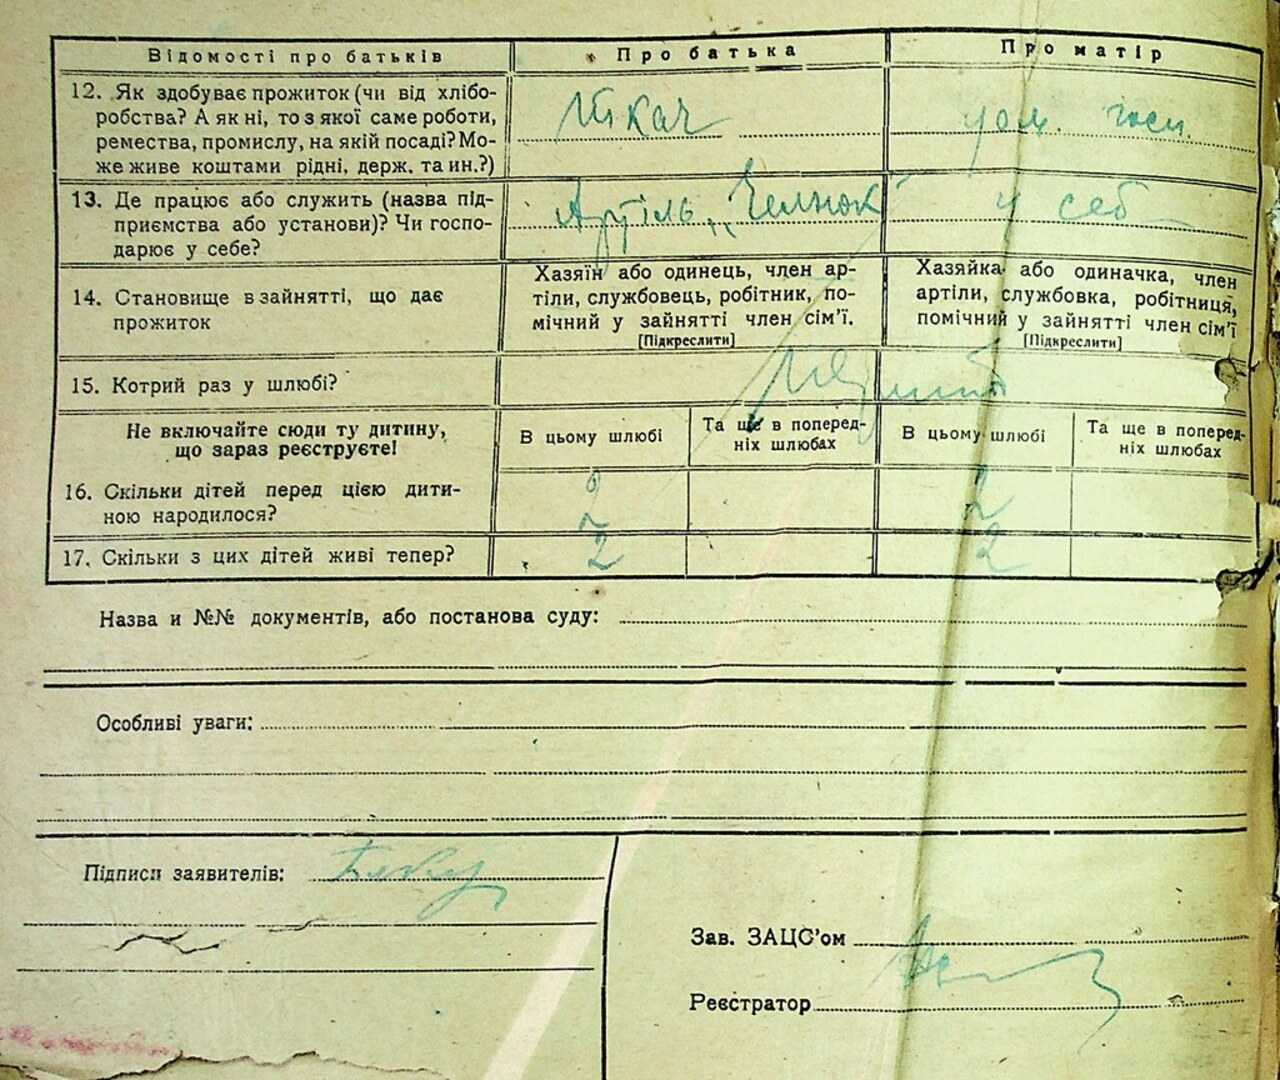 Відомості про батьків
Про батька
Про матір
12. Як здобуває прожиток (чи від хлібо-
робства? А як ні, то з якої саме роботи,
ремества, промислу, на якій посаді? Мо-
же живе коштами рідні, держ. та ин.?)
Ткач
дом. госп.
13. Де працює або служить (назва під-
приємства або установи)? Чи госпо-
дарює у себе?
Артіль „Челнок"
у себ
14. Становище в зайнятті, що дає
прожиток
Хазяїн або одинець, член ар-
тіли, службовець, робітник, по-
мічний у зайнятті член сім'ї.
[Підкреслити]
Хазяйка або одиначка, член
артіли, службовка, робітниця,
помічний у зайнятті член сім'ї
[Підкреслити]
15. Котрий раз у шлюбі?
Не включайте сюди ту дитину,
що зараз реєструєте!
В цьому шлюбі
Та ще в поперед-
ніх шлюбах
В цьому шлюбі
Та ще в поперед-
ніх шлюбах
16. Скільки дітей перед цією дити-
ною народилося?
2
2
17. Скільки з цих дітей живі тепер?
2
2
Назва и №№ документів, або постанова суду:
Особливі уваги:
Підписи заявителів:
Зав. ЗАЦС'ом
Реєстратор